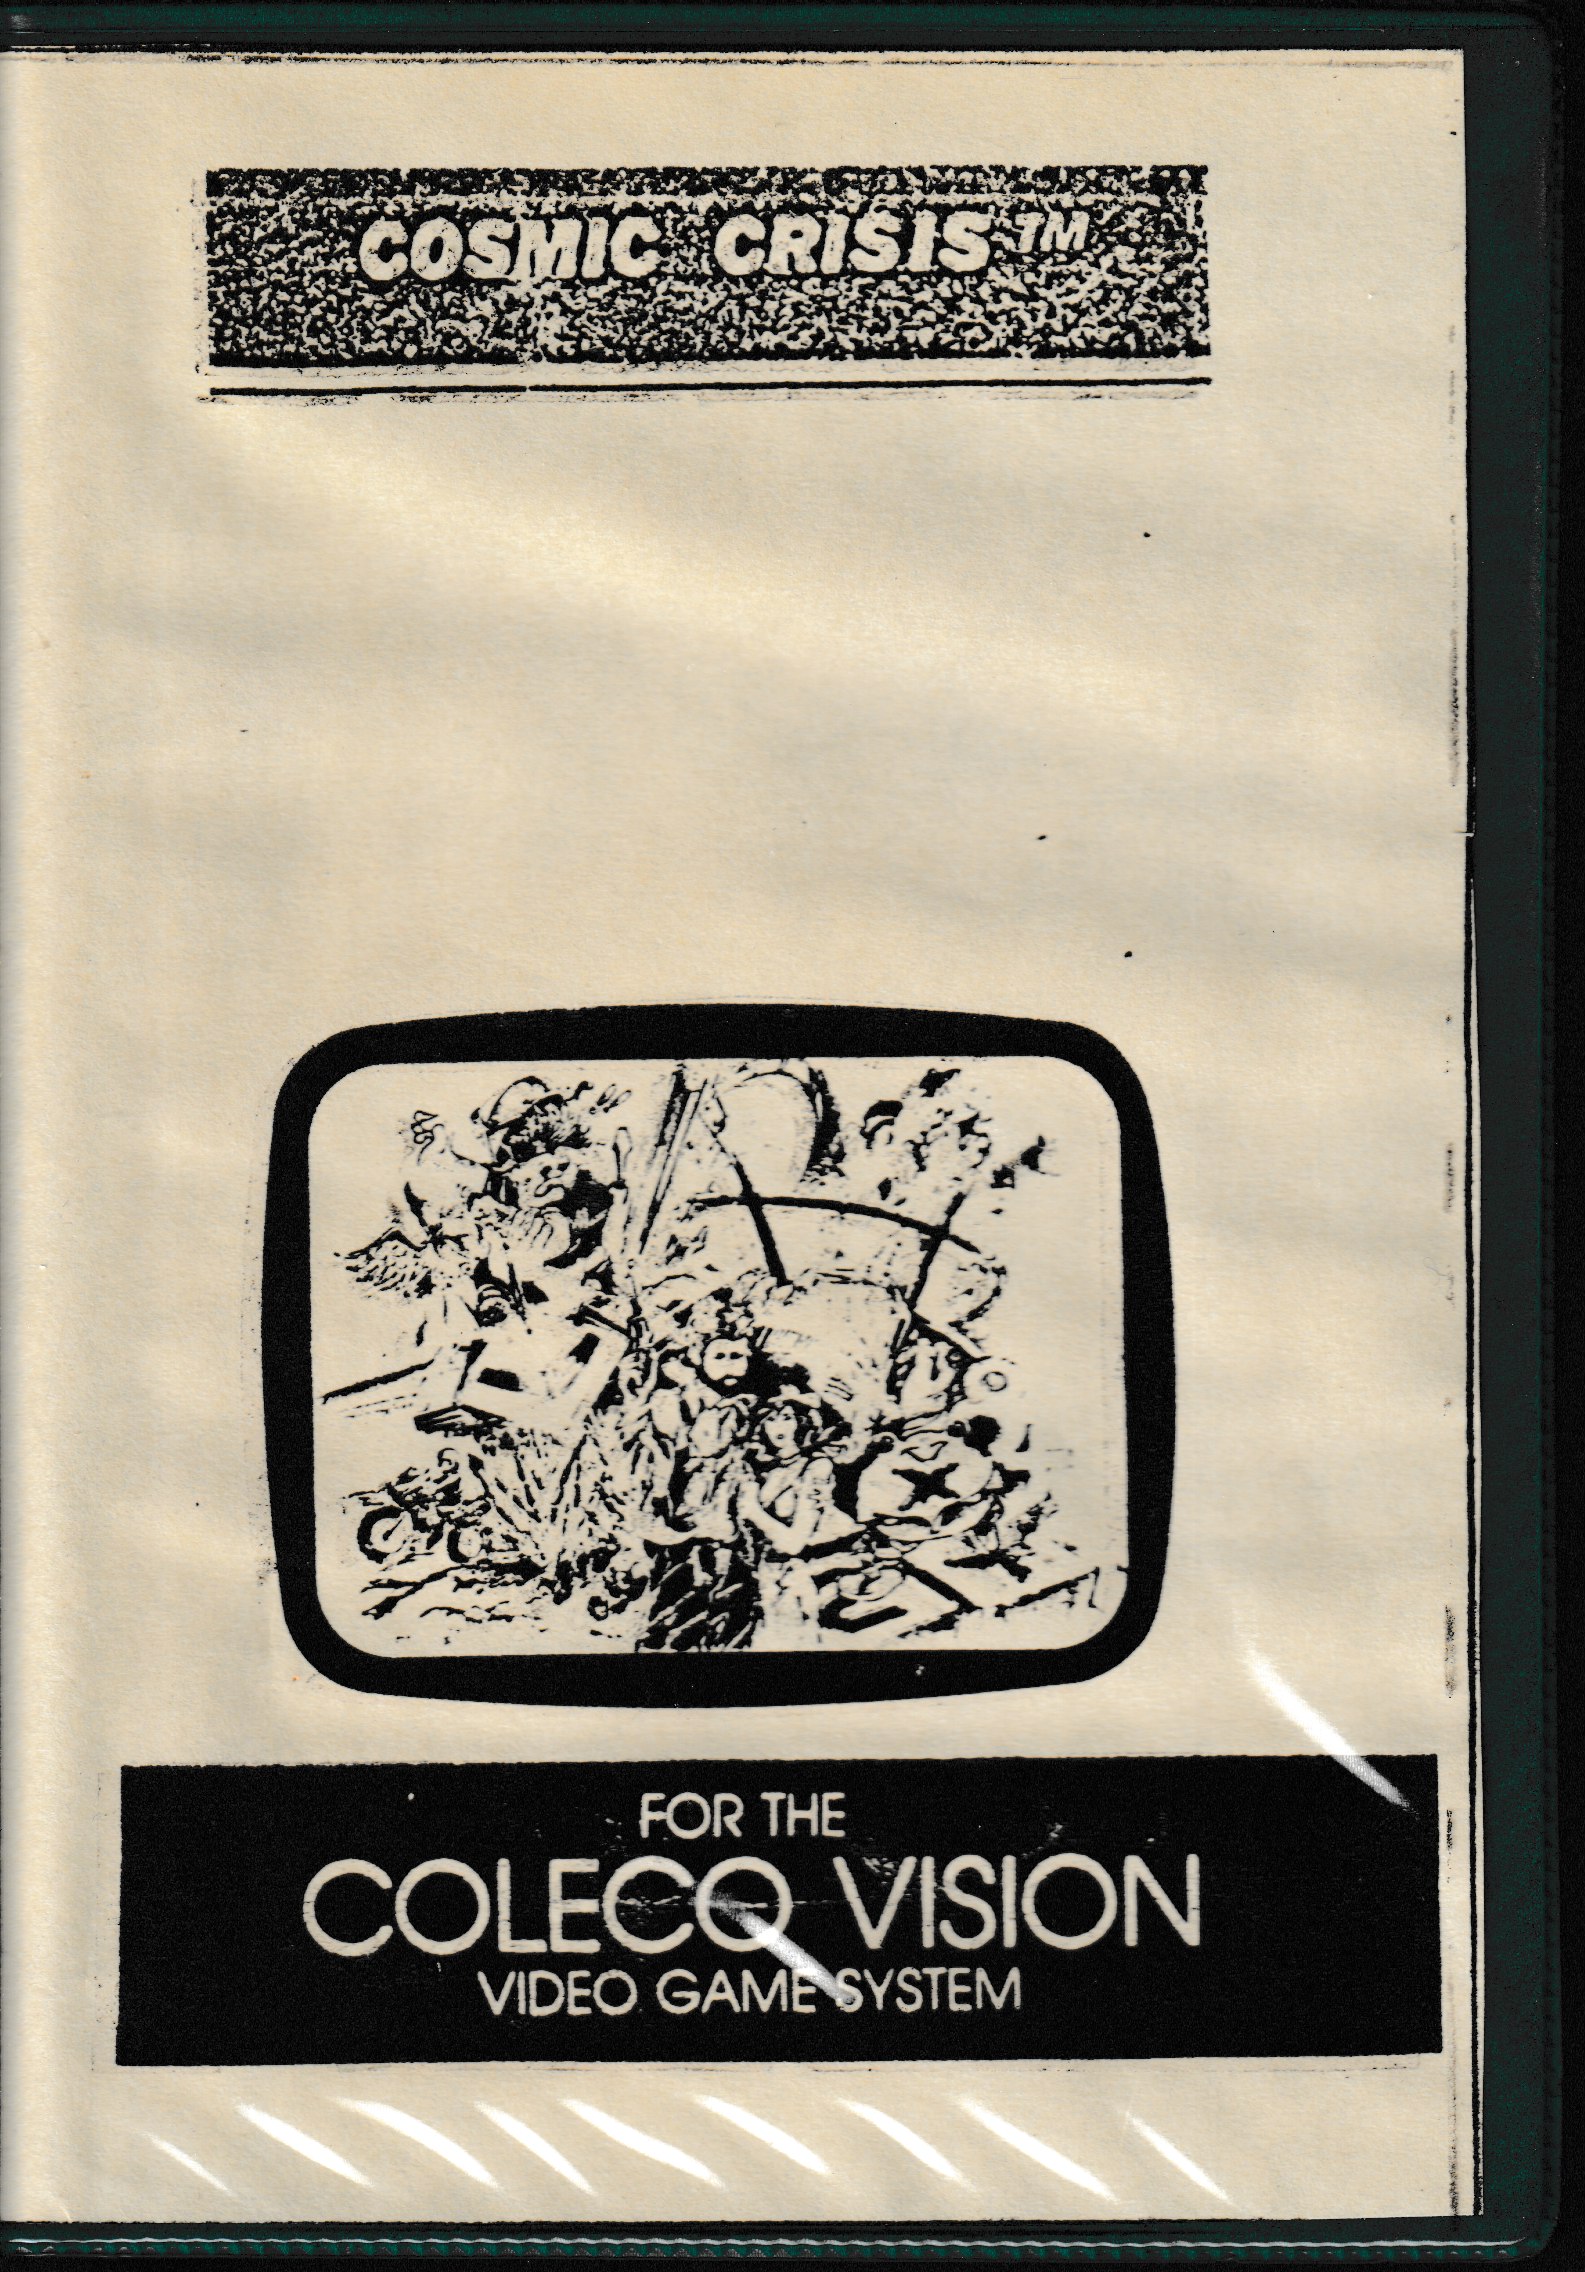 COSMIC CRISIS™
FOR THE
COLECO VISION
VIDEO GAME SYSTEM